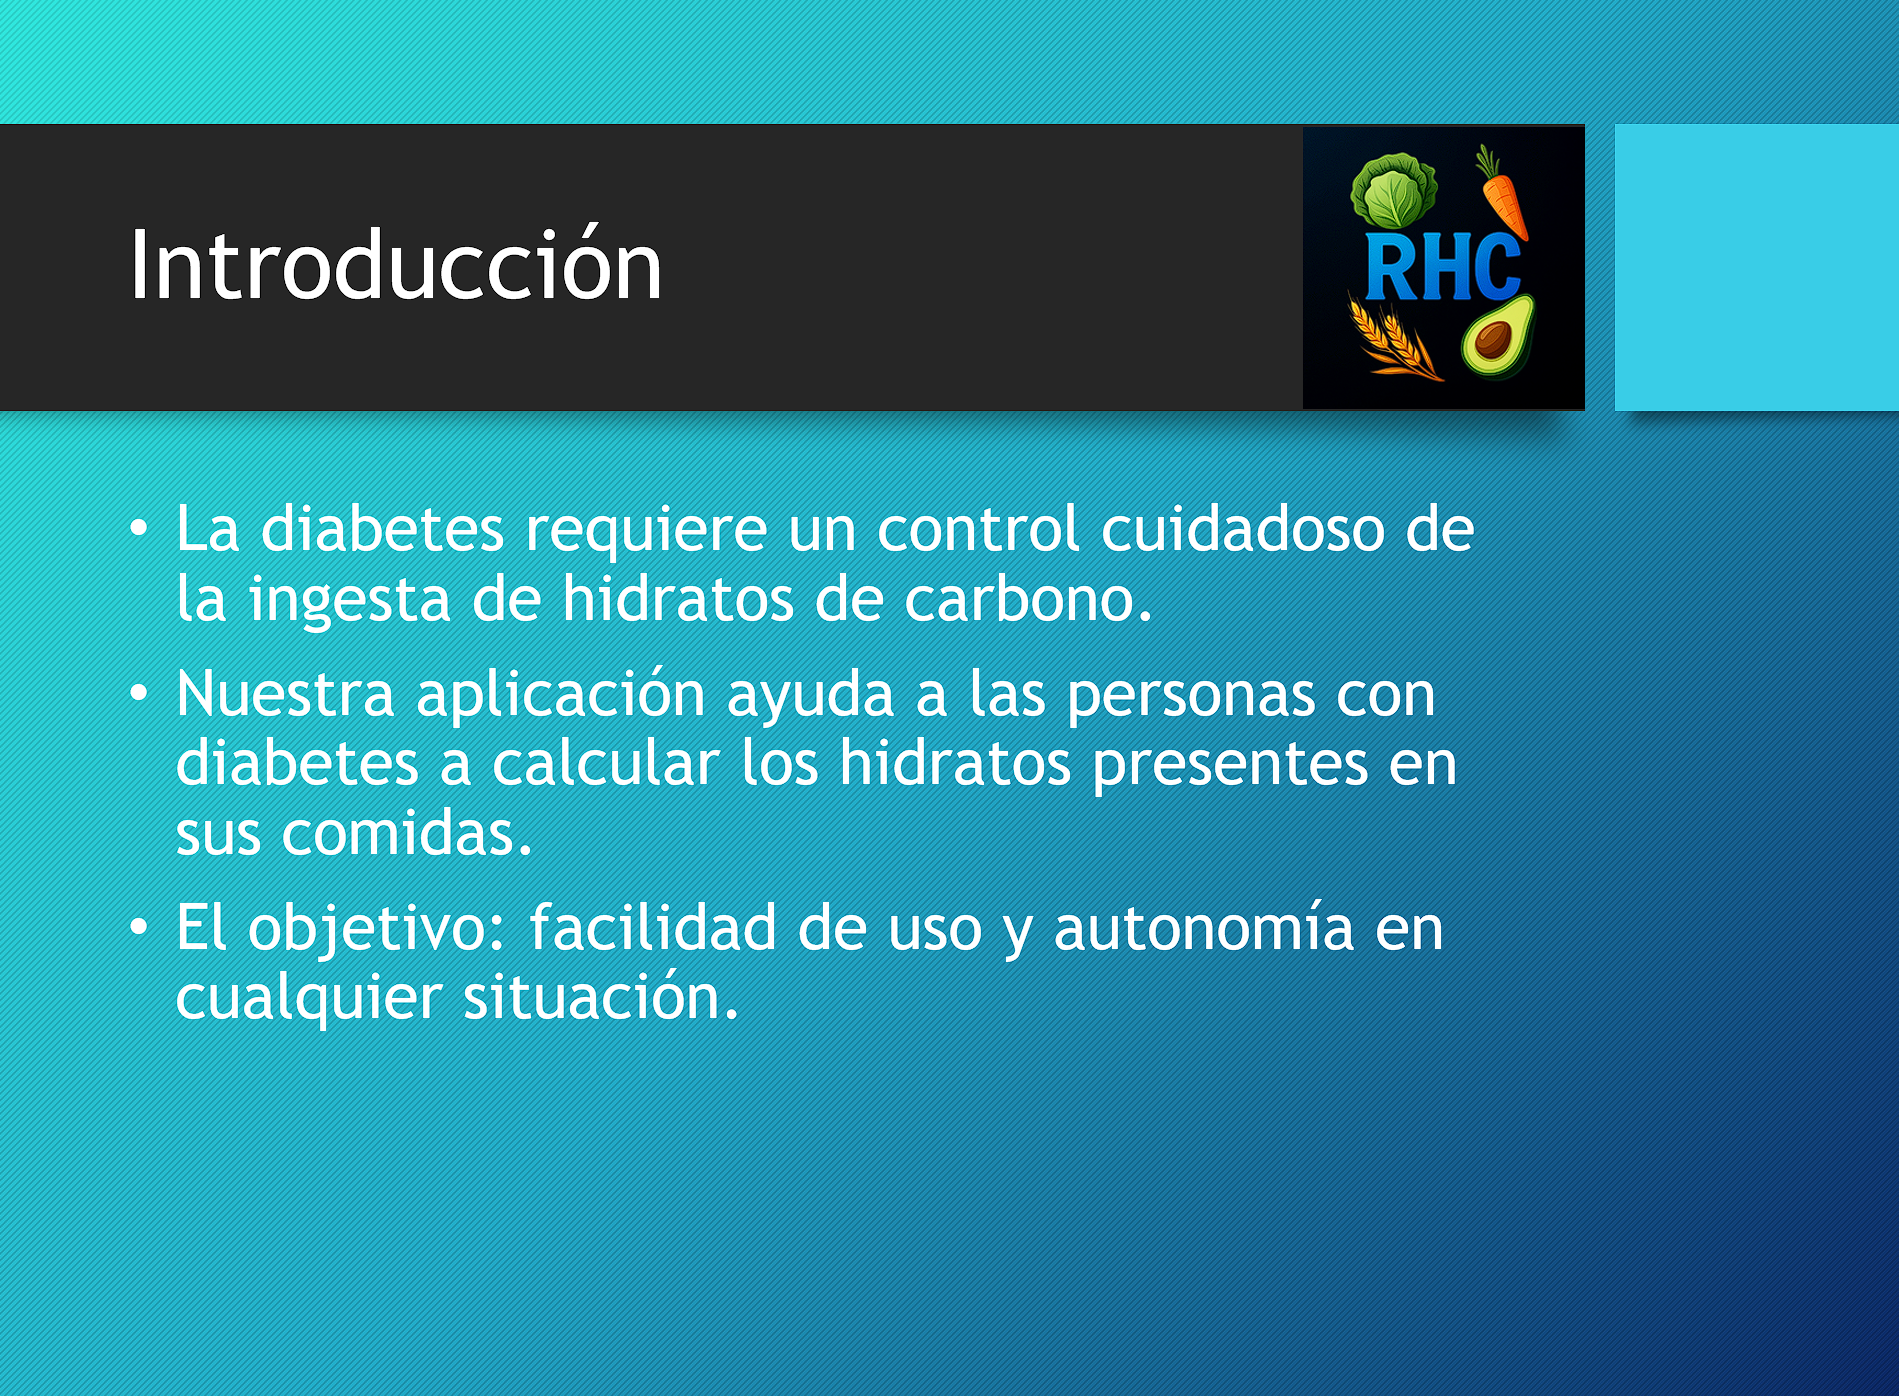 Introducción
RHC
• La diabetes requiere un control cuidadoso de
la ingesta de hidratos de carbono.
• Nuestra aplicación ayuda a las personas con
diabetes a calcular los hidratos presentes en
sus comidas.
• El objetivo: facilidad de uso y autonomía en
cualquier situación.